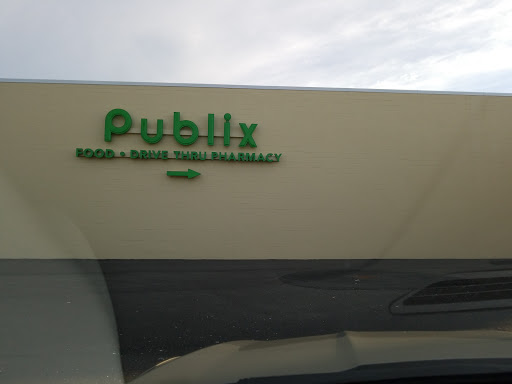 Publix
FOOD • DRIVE THRU PHARMACY